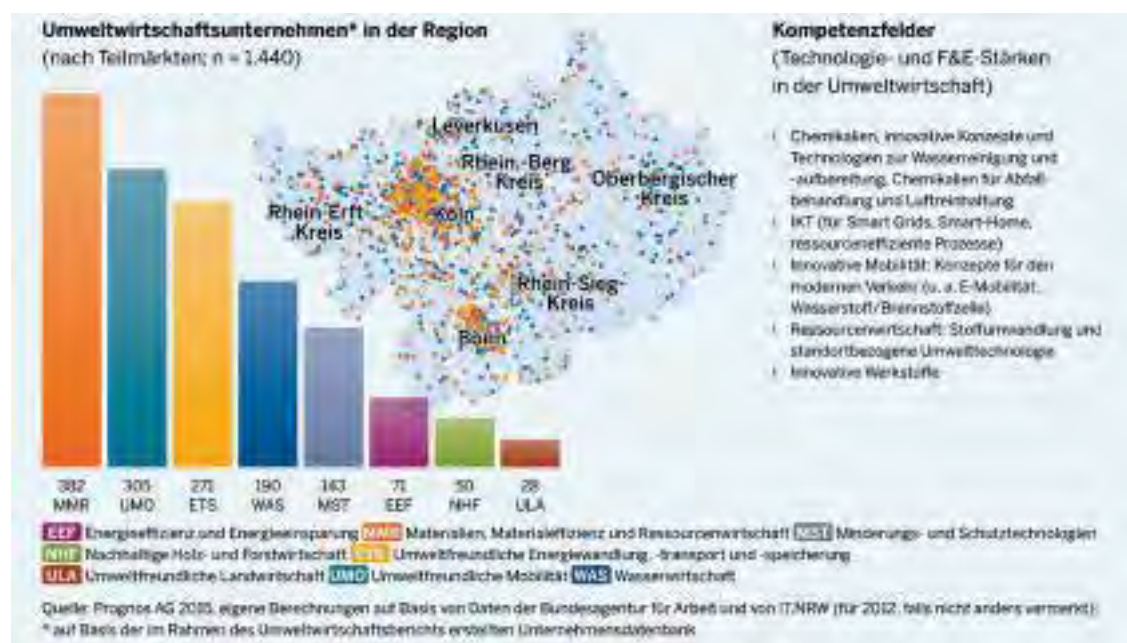 Umweltwirtschaftsunternehmen* in der Region
(nach Teilmärkten; n = 1.440)
Leverkusen
Rhein.-Berg.
Kreis
Oberbergischer
Kreis
Rhein-Erft
Kreis
Köln
Rhein-Sieg-
Kreis
Bonn
382
MMR
305
UMO
271
ETS
190
WAS
143
MST
71
EEF
50
NHF
28
ULA
Kompetenzfelder
(Technologie- und F&E-Stärken
in der Umweltwirtschaft)
Chemikalien, innovative Konzepte und
Technologien zur Wasserreinigung und
-aufbereitung, Chemikalien für Abfall-
behandlung und Luftreinhaltung
IKT (für Smart Grids, Smart-Home,
ressourceneffiziente Prozesse)
Innovative Mobilität: Konzepte für den
modernen Verkehr (u. a. E-Mobilität,
Wasserstoff/Brennstoffzelle)
Ressourcenwirtschaft: Stoffumwandlung und
standortbezogene Umwelttechnologie
Innovative Werkstoffe
EEF Energieeffizienz und Energieeinsparung MMR Materialien, Materialeffizienz und Ressourcenwirtschaft MST Minderungs- und Schutztechnologien
NHF Nachhaltige Holz- und Forstwirtschaft ETS Umweltfreundliche Energiewandlung, -transport und -speicherung
ULA Umweltfreundliche Landwirtschaft UMO Umweltfreundliche Mobilität WAS Wasserwirtschaft
Quelle: Prognos AG 2015, eigene Berechnungen auf Basis von Daten der Bundesagentur für Arbeit und von IT.NRW (für 2012, falls nicht anders vermerkt);
* auf Basis der im Rahmen des Umweltwirtschaftsberichts erstellten Unternehmensdatenbank